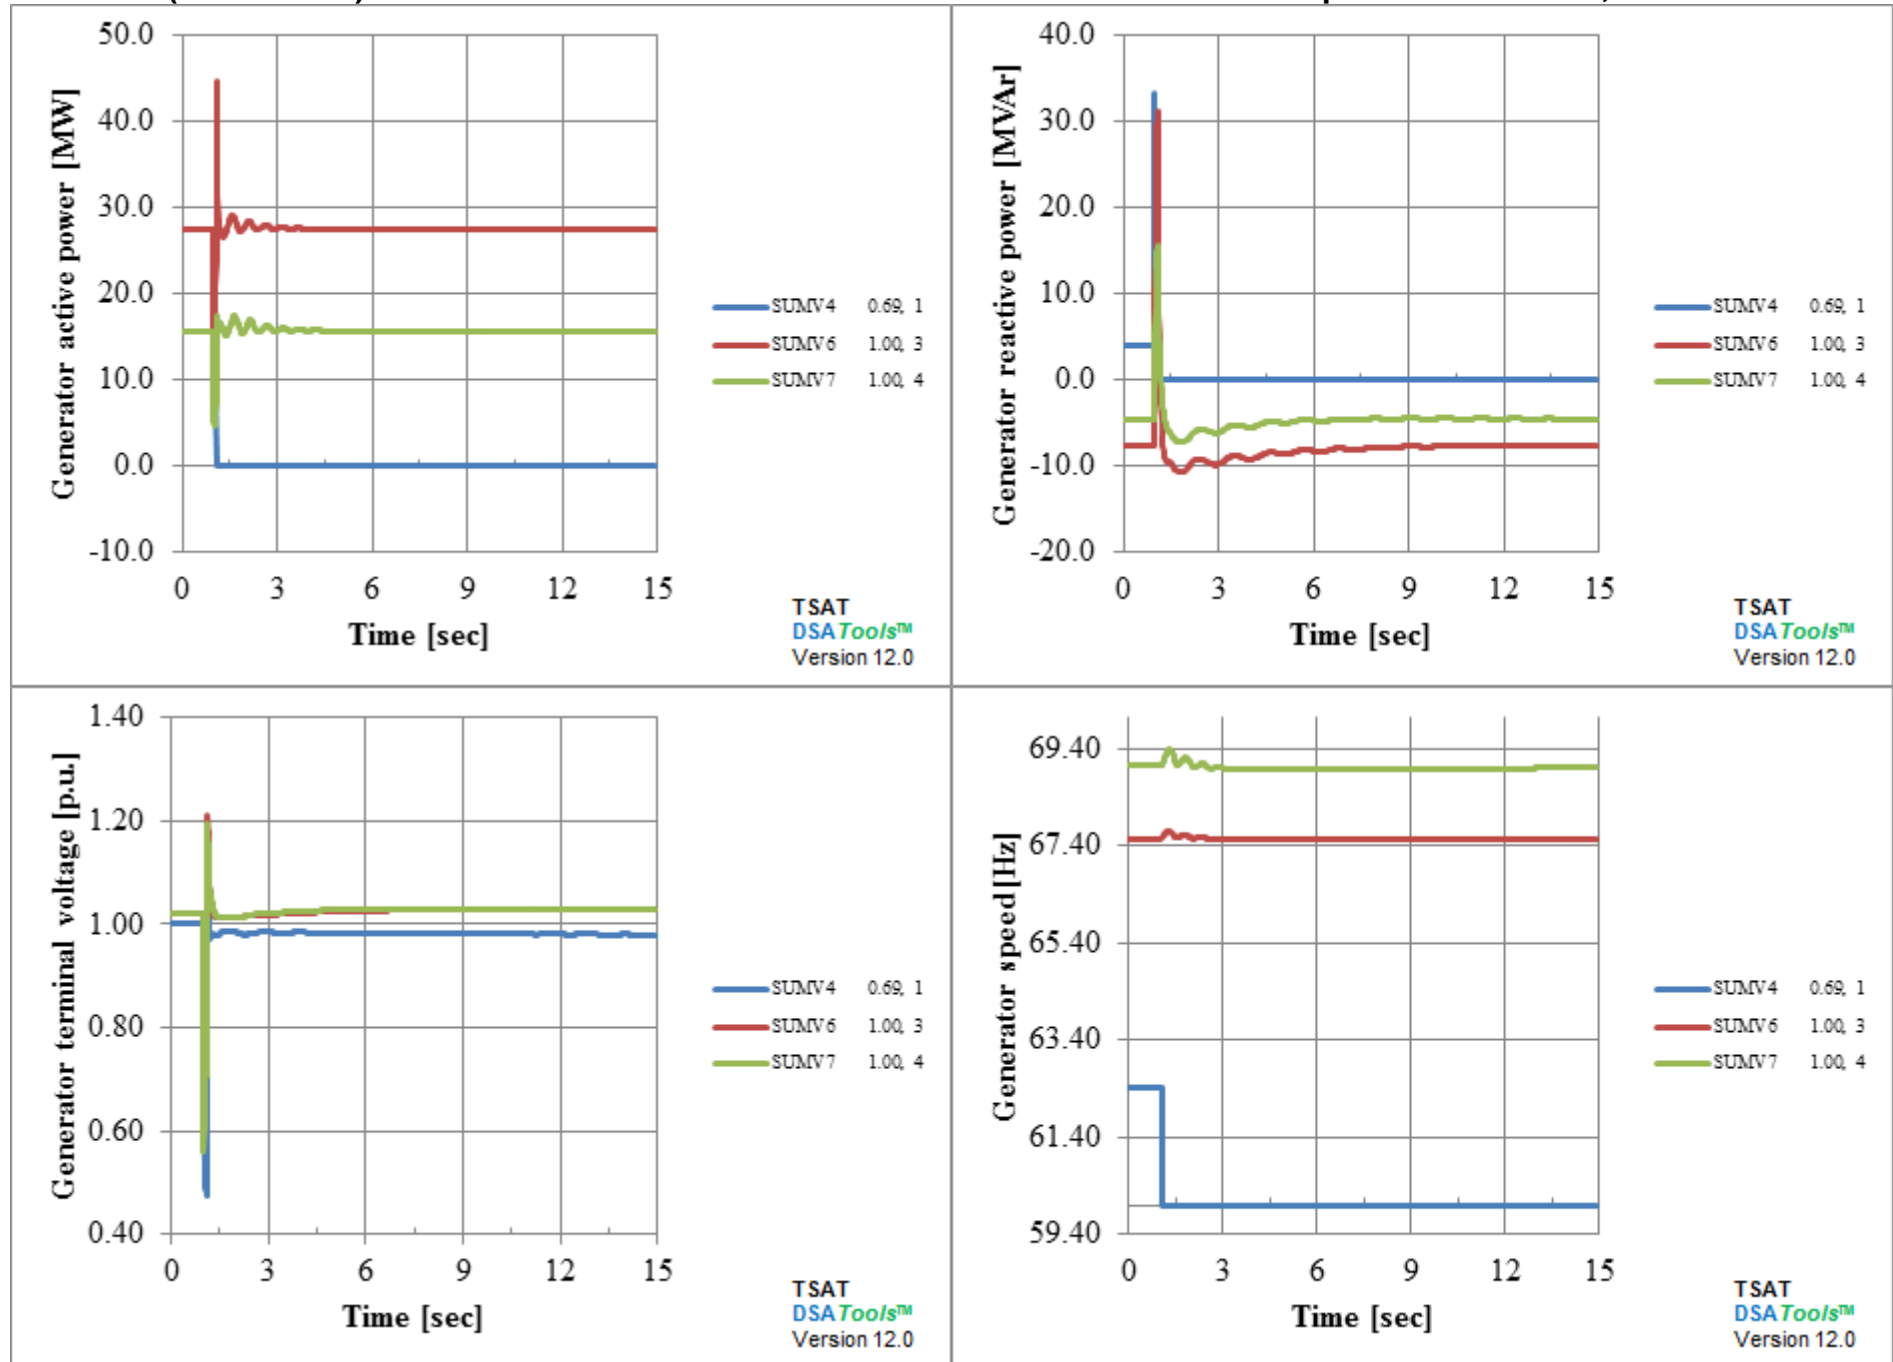 Generator active power [MW]
50.0
40.0
30.0
20.0
10.0
0.0
-10.0
0 3 6 9 12 15
Time [sec]
SUMV4 0.69, 1
SUMV6 1.00, 3
SUMV7 1.00, 4
TSAT
DSATools™
Version 12.0
Generator reactive power [MVAr]
40.0
30.0
20.0
10.0
0.0
-10.0
-20.0
0 3 6 9 12 15
Time [sec]
SUMV4 0.69, 1
SUMV6 1.00, 3
SUMV7 1.00, 4
TSAT
DSATools™
Version 12.0
Generator terminal voltage [p.u.]
1.40
1.20
1.00
0.80
0.60
0.40
0 3 6 9 12 15
Time [sec]
SUMV4 0.69, 1
SUMV6 1.00, 3
SUMV7 1.00, 4
TSAT
DSATools™
Version 12.0
Generator speed[Hz]
69.40
67.40
65.40
63.40
61.40
59.40
0 3 6 9 12 15
Time [sec]
SUMV4 0.69, 1
SUMV6 1.00, 3
SUMV7 1.00, 4
TSAT
DSATools™
Version 12.0